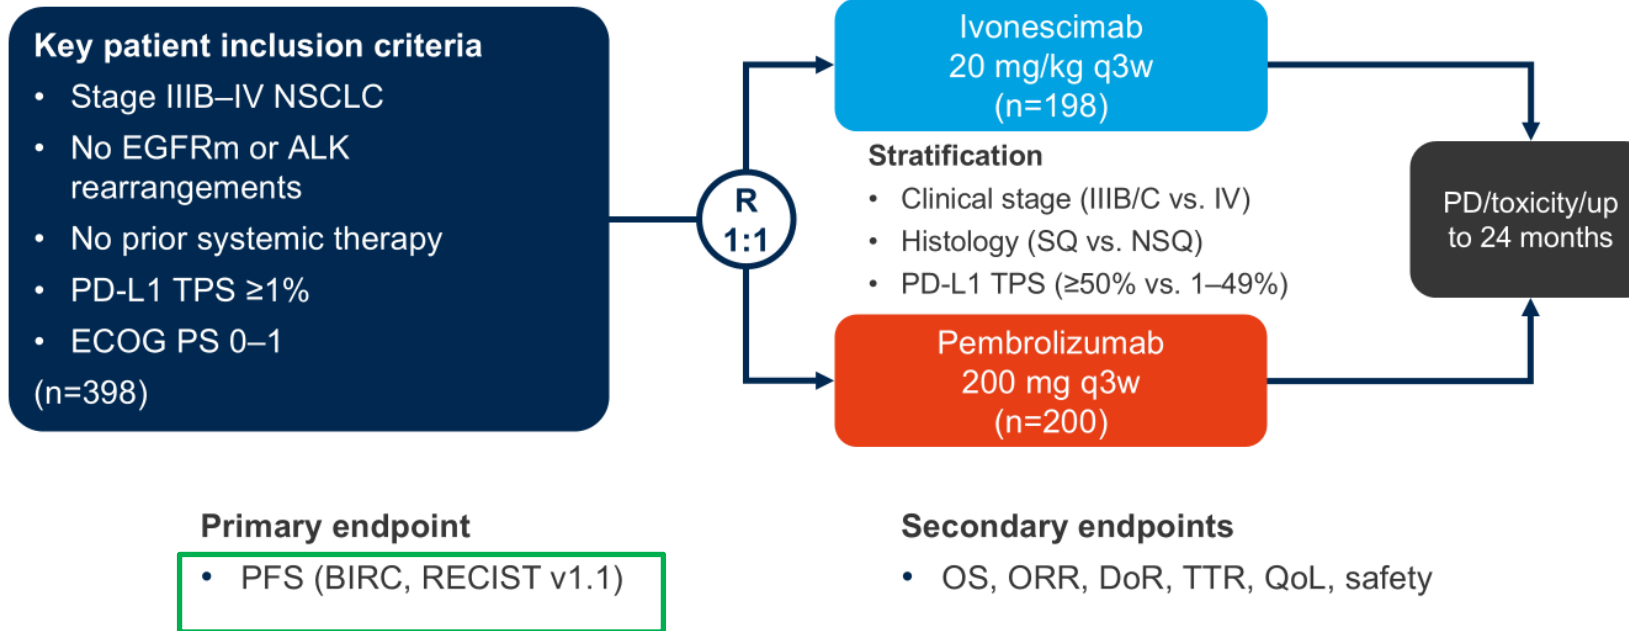 Key patient inclusion criteria
• Stage IIIB–IV NSCLC
• No EGFRm or ALK
rearrangements
• No prior systemic therapy
• PD-L1 TPS ≥1%
• ECOG PS 0–1
(n=398)
R
1:1
Ivonescimab
20 mg/kg q3w
(n=198)
Stratification
• Clinical stage (IIIB/C vs. IV)
• Histology (SQ vs. NSQ)
• PD-L1 TPS (≥50% vs. 1–49%)
Pembrolizumab
200 mg q3w
(n=200)
PD/toxicity/up
to 24 months
Primary endpoint
• PFS (BIRC, RECIST v1.1)
Secondary endpoints
• OS, ORR, DoR, TTR, QoL, safety